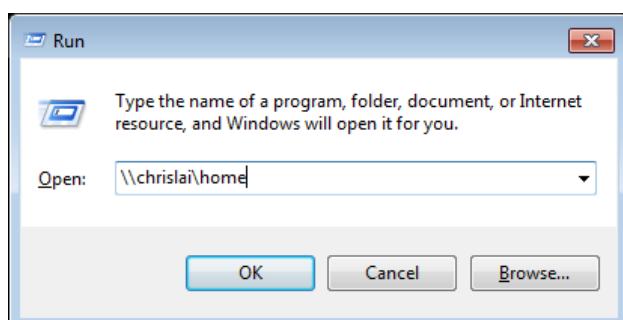 Run
Type the name of a program, folder, document, or Internet
resource, and Windows will open it for you.
Open: \\chrislai\home
OK Cancel Browse...